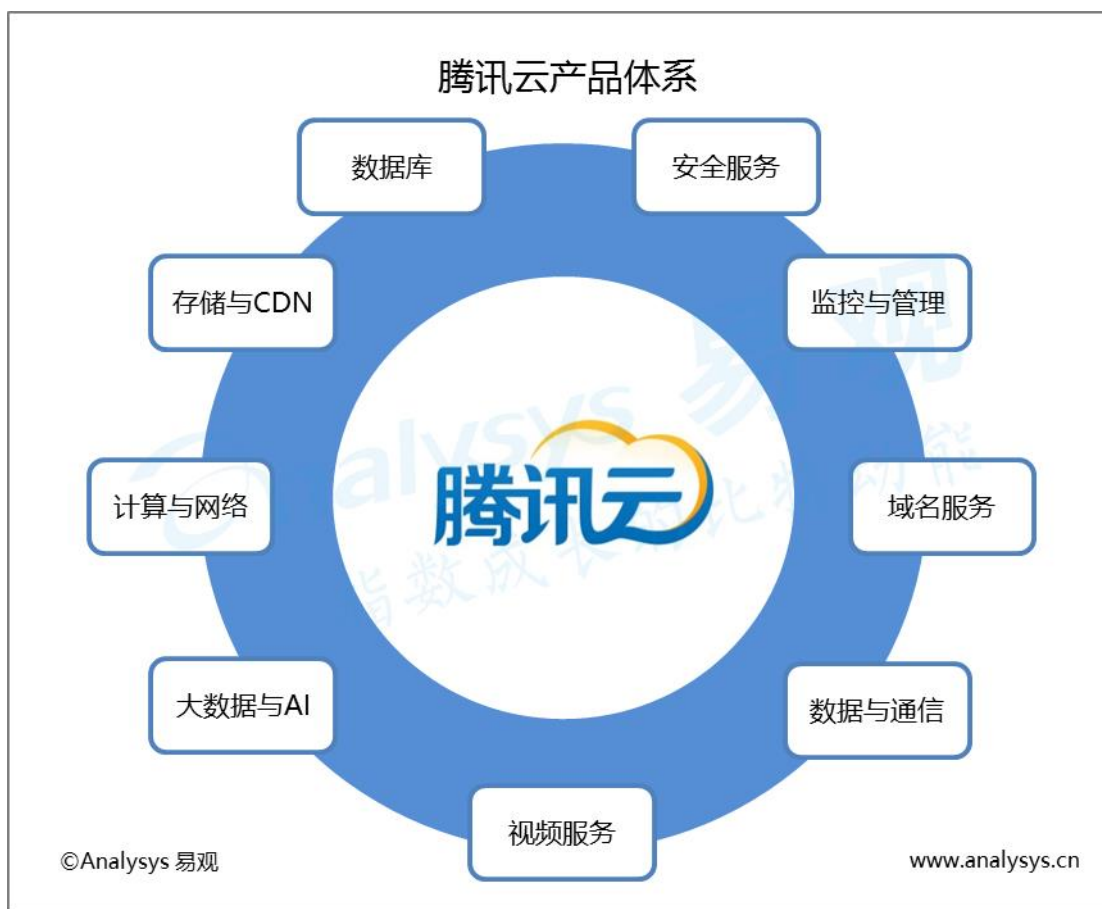 腾讯云产品体系
数据库
安全服务
存储与CDN
监控与管理
Analysys 易观
计算与网络
腾讯云
域名服务
大数据与AI
数据与通信
视频服务
©Analysys 易观
www.analysys.cn